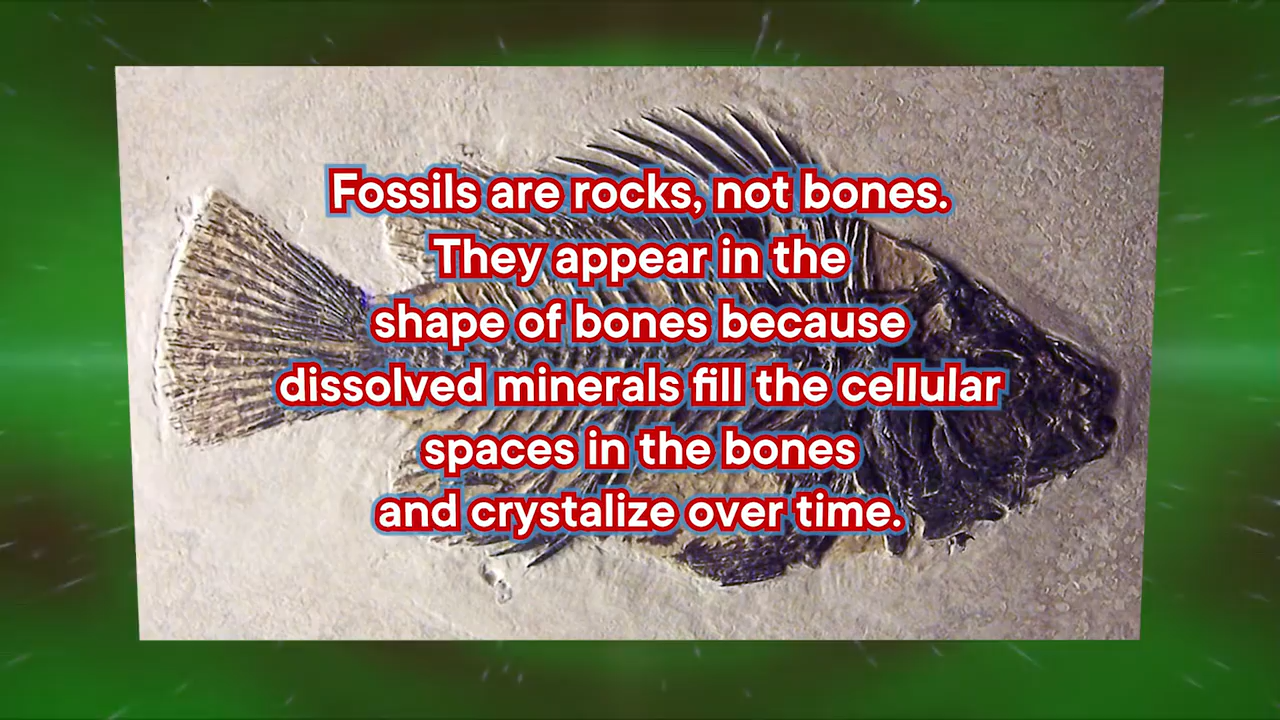 Fossils are rocks, not bones.
They appear in the
shape of bones because
dissolved minerals fill the cellular
spaces in the bones
and crystalize over time.